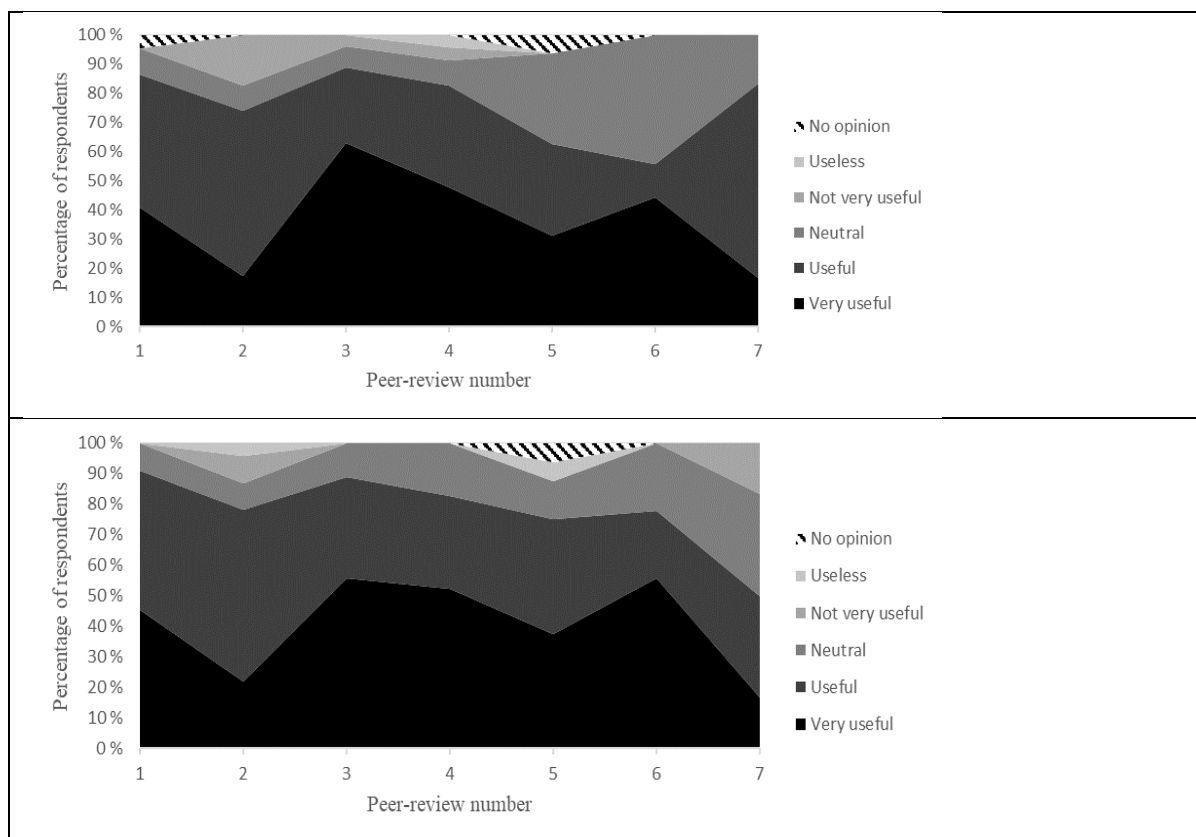 100 %
90 %
80 %
70 %
60 %
50 %
40 %
30 %
20 %
10 %
0 %
Percentage of respondents
1 2 3 4 5 6 7
Peer-review number
No opinion
Useless
Not very useful
Neutral
Useful
Very useful
100 %
90 %
80 %
70 %
60 %
50 %
40 %
30 %
20 %
10 %
0 %
Percentage of respondents
1 2 3 4 5 6 7
Peer-review number
No opinion
Useless
Not very useful
Neutral
Useful
Very useful